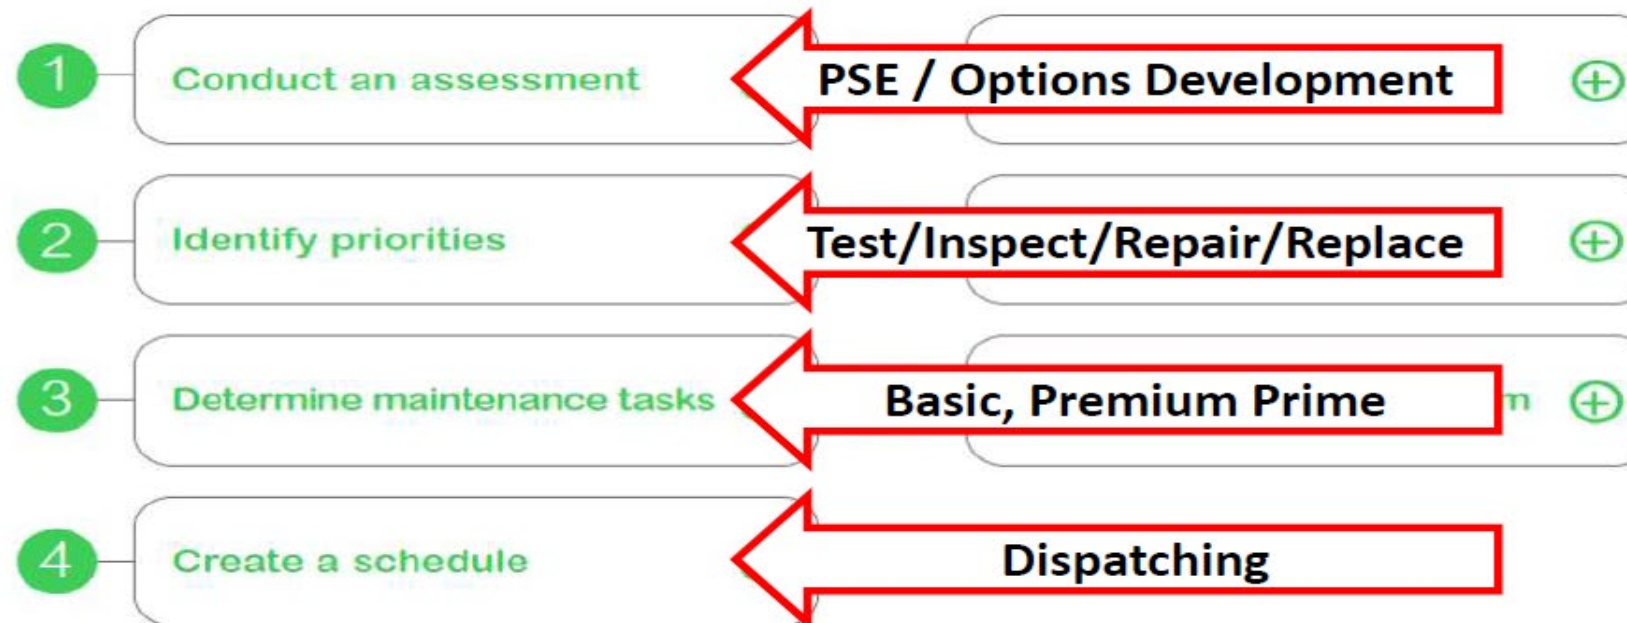 1 Conduct an assessment PSE / Options Development
2 Identify priorities Test/Inspect/Repair/Replace
3 Determine maintenance tasks Basic, Premium Prime m
4 Create a schedule Dispatching